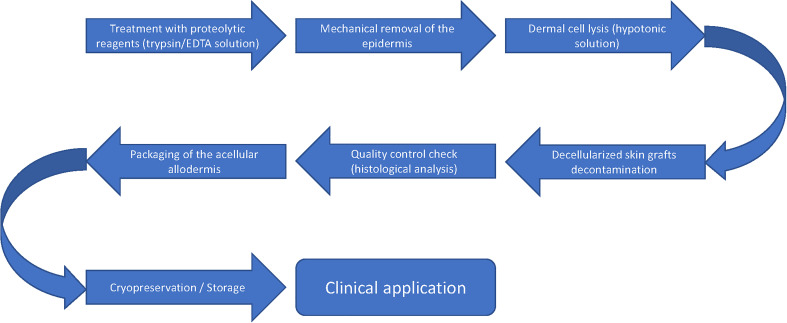 Treatment with proteolytic
reagents (trypsin/EDTA solution)
Mechanical removal of the
epidermis
Dermal cell lysis (hypotonic
solution)
Decellularized skin grafts
decontamination
Quality control check
(histological analysis)
Packaging of the acellular
allodermis
Cryopreservation / Storage
Clinical application